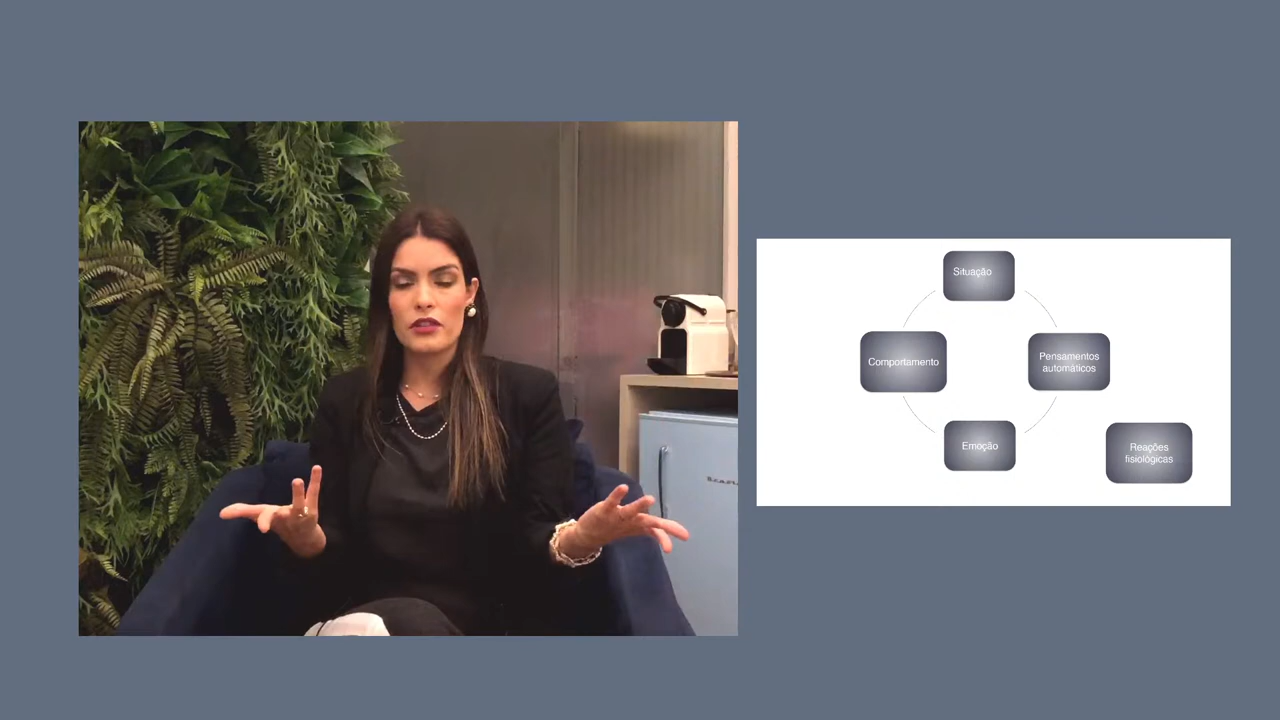 Situação
Comportamento
Pensamentos
automáticos
Emoção
Reações
fisiológicas